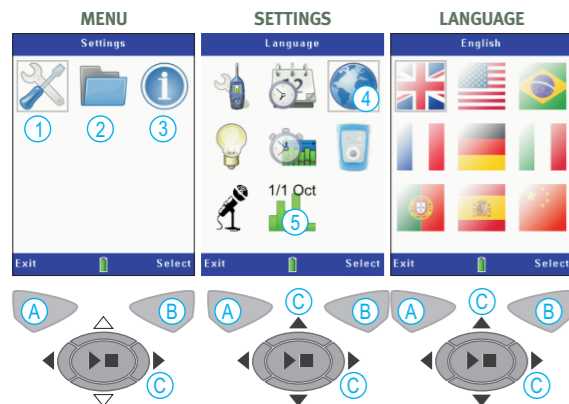 MENU SETTINGS LANGUAGE
Settings Language English
1 2 3
4
1/1 Oct
5
Exit Select Exit Select Exit Select
A B A C B A C B
C C C